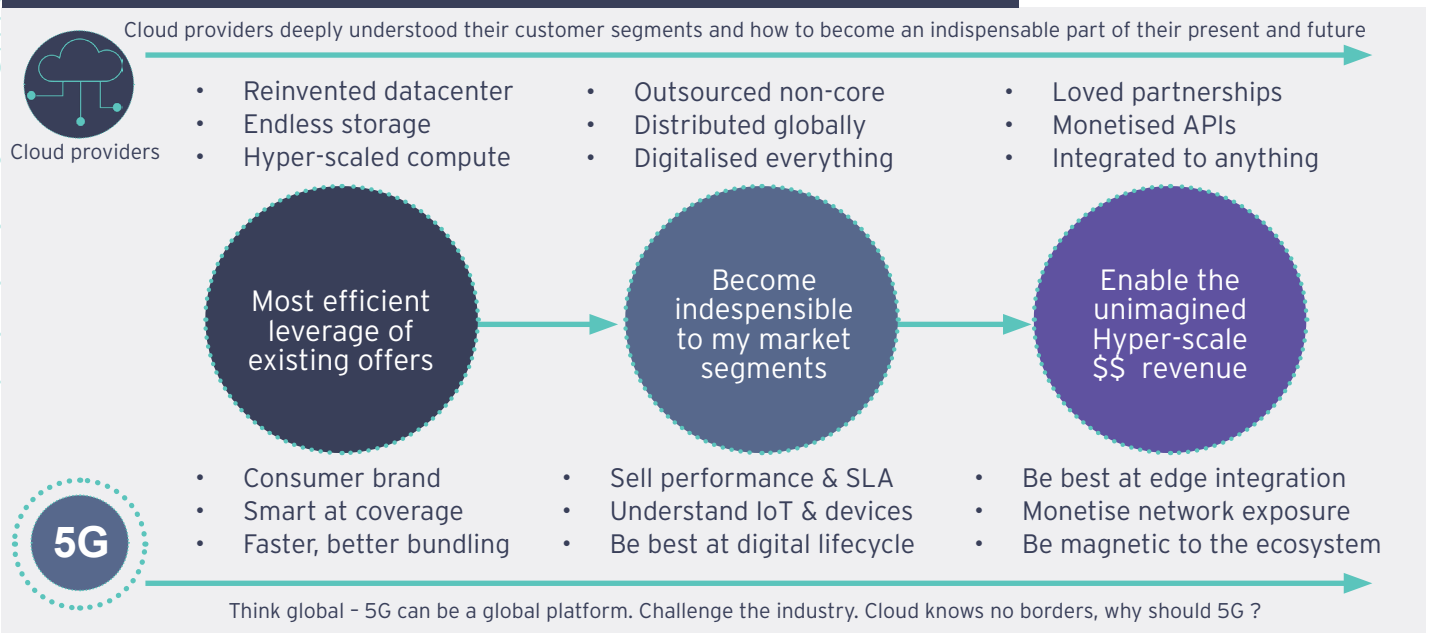 Cloud providers deeply understood their customer segments and how to become an indispensable part of their present and future
Cloud providers
• Reinvented datacenter
• Endless storage
• Hyper-scaled compute
• Outsourced non-core
• Distributed globally
• Digitalised everything
• Loved partnerships
• Monetised APIs
• Integrated to anything
Most efficient
leverage of
existing offers
Become
indespensible
to my market
segments
Enable the
unimagined
Hyper-scale
$$ revenue
5G
• Consumer brand
• Smart at coverage
• Faster, better bundling
• Sell performance & SLA
• Understand IoT & devices
• Be best at digital lifecycle
• Be best at edge integration
• Monetise network exposure
• Be magnetic to the ecosystem
Think global – 5G can be a global platform. Challenge the industry. Cloud knows no borders, why should 5G ?